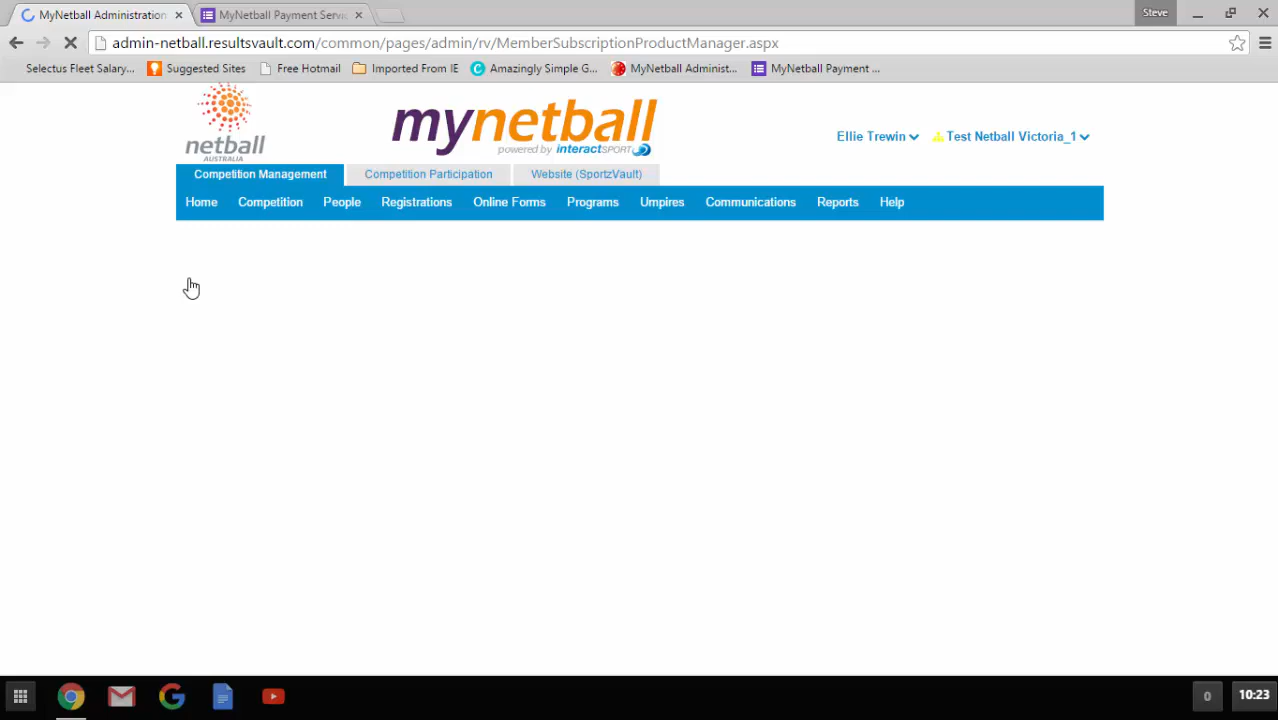 MyNetball Administration
MyNetball Payment Servic
Steve
admin-netball.resultsvault.com/common/pages/admin/rv/MemberSubscriptionProductManager.aspx
Selectus Fleet Salary... Suggested Sites Free Hotmail Imported From IE Amazingly Simple G... MyNetball Administ... MyNetball Payment ...
netball
AUSTRALIA
mynetball
powered by interactSPORT
Ellie Trewin Test Netball Victoria_1
Competition Management Competition Participation Website (SportzVault)
Home Competition People Registrations Online Forms Programs Umpires Communications Reports Help
0 10:23